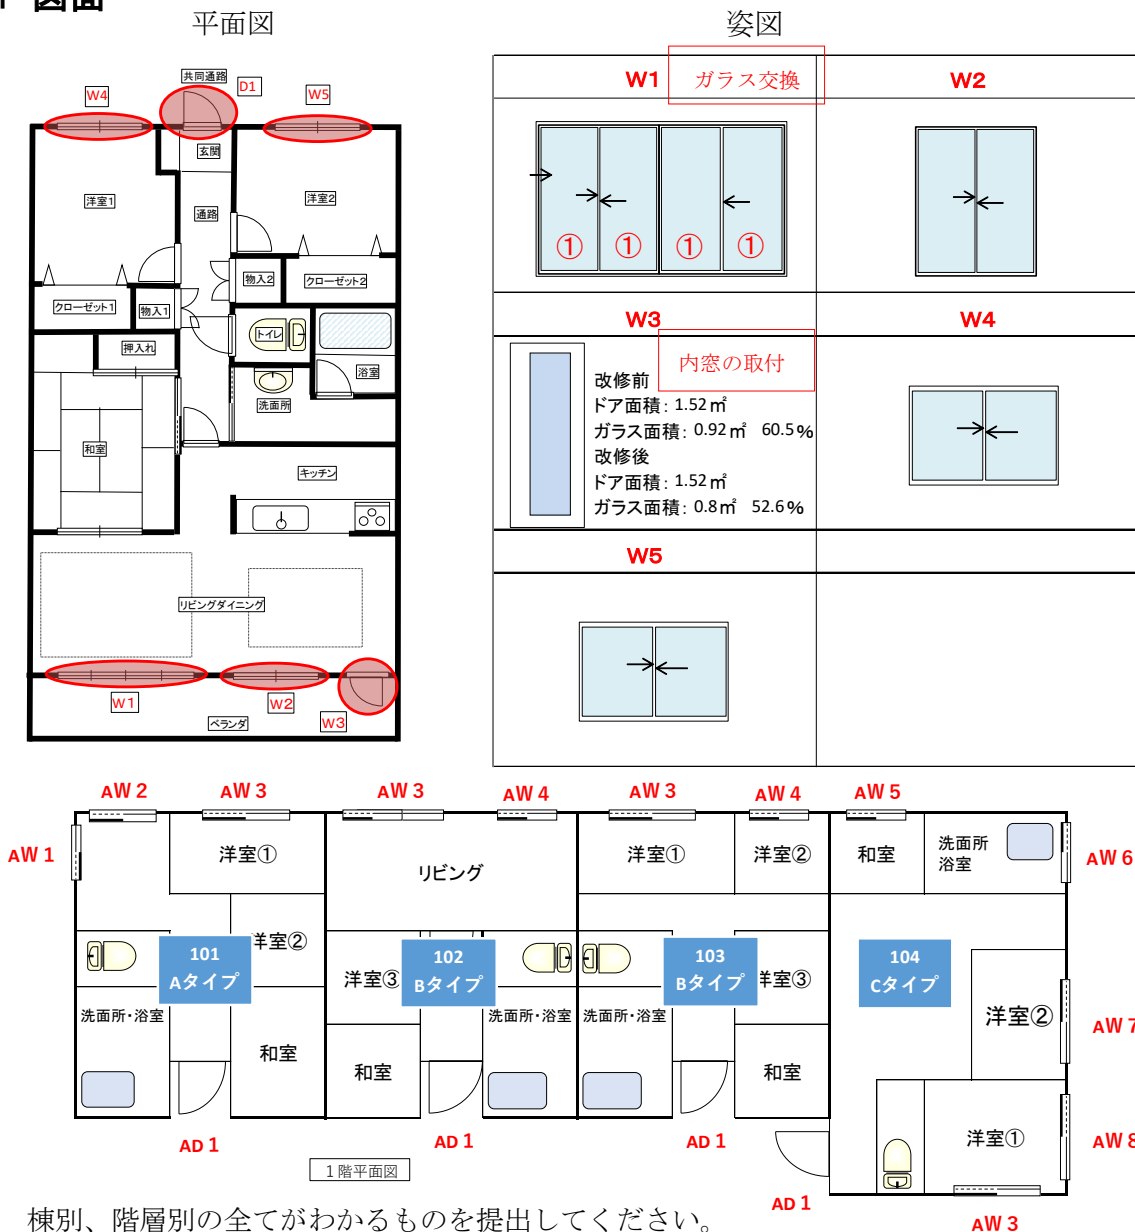 図面
平面図
姿図
共同通路
W4
D1
W5
玄関
洋室1
通路
洋室2
物入2
クローゼット2
クローゼット1
物入1
押入れ
トイレ
浴室
洗面所
和室
キッチン
リビングダイニング
W1
W2
W3
ベランダ
W1
ガラス交換
W2
①
①
①
①
W3
内窓の取付
W4
改修前
ドア面積：1.52㎡
ガラス面積：0.92㎡ 60.5%
改修後
ドア面積：1.52㎡
ガラス面積：0.8㎡ 52.6%
W5
AW 2
AW 3
AW 3
AW 4
AW 3
AW 4
AW 5
AW 1
洋室①
リビング
洋室①
洋室②
和室
洗面所
浴室
AW 6
洋室②
101
Aタイプ
洋室③
102
Bタイプ
103
Bタイプ
洋室③
104
Cタイプ
洗面所・浴室
和室
和室
洗面所・浴室
洗面所・浴室
和室
洋室②
AW 7
洋室①
AW 8
AD 1
AD 1
AD 1
AD 1
AW 3
1階平面図
棟別、階層別の全てがわかるものを提出してください。